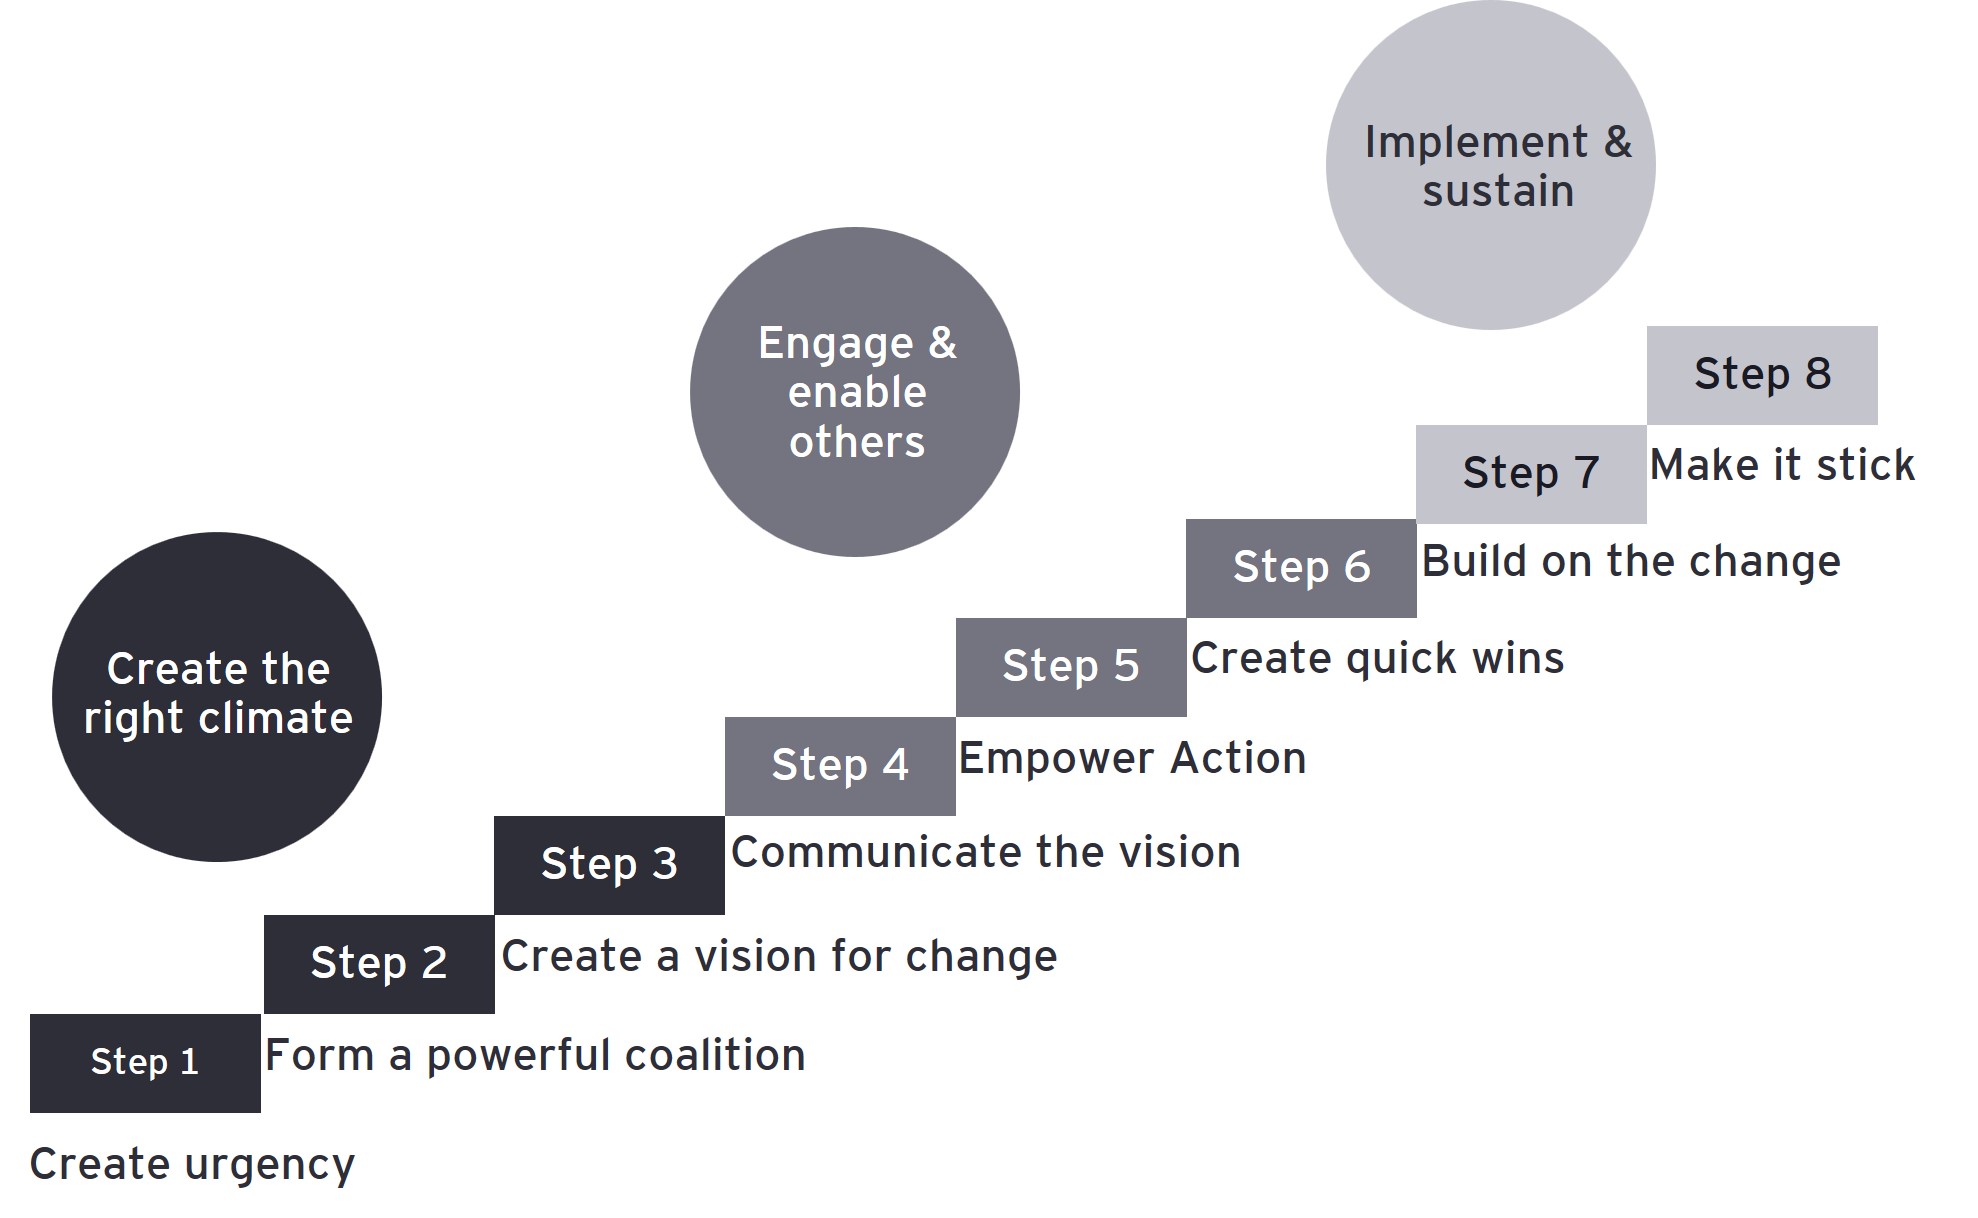 Implement &
sustain
Engage &
enable
others
Create the
right climate
Step 8
Make it stick
Step 7
Build on the change
Step 6
Create quick wins
Step 5
Empower Action
Step 4
Communicate the vision
Step 3
Create a vision for change
Step 2
Form a powerful coalition
Step 1
Create urgency